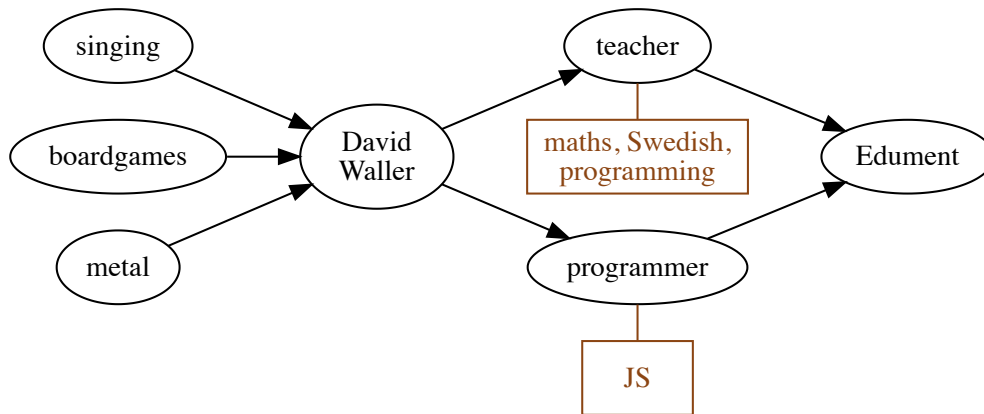 singing
boardgames
metal
David
Waller
teacher
maths, Swedish,
programming
programmer
JS
Edument